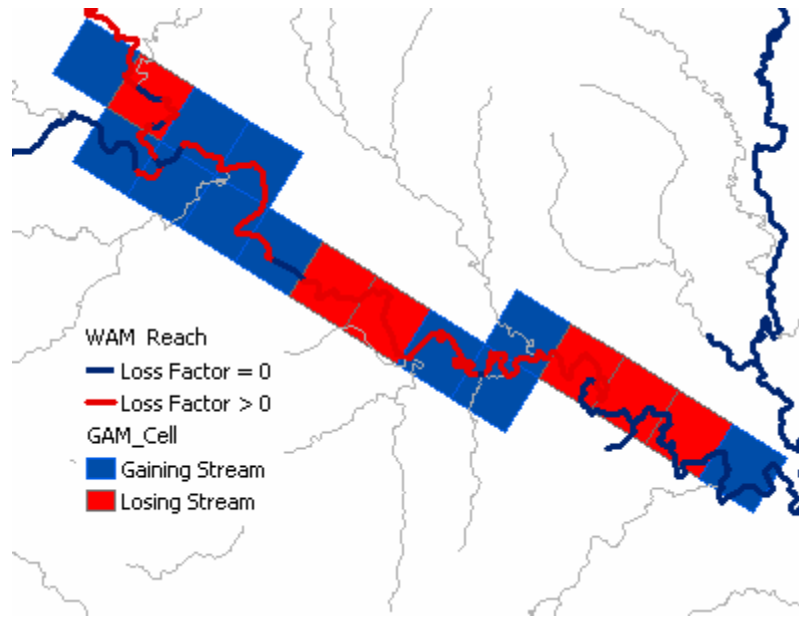 WAM Reach
Loss Factor = 0
Loss Factor > 0
GAM_Cell
Gaining Stream
Losing Stream